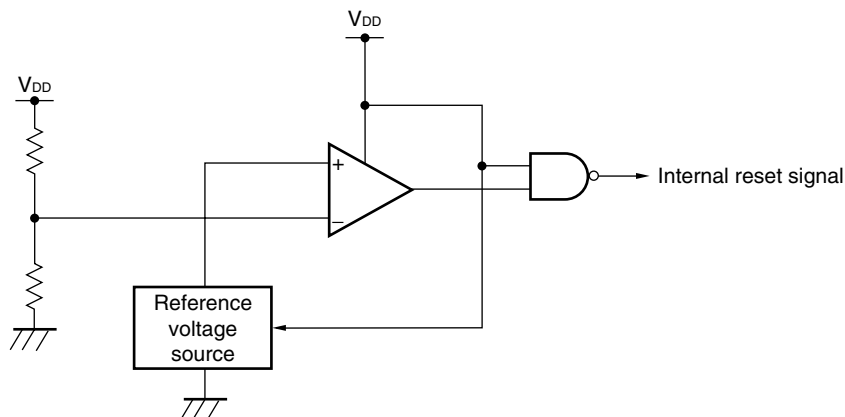 VDD
VDD
+
−
Internal reset signal
Reference
voltage
source